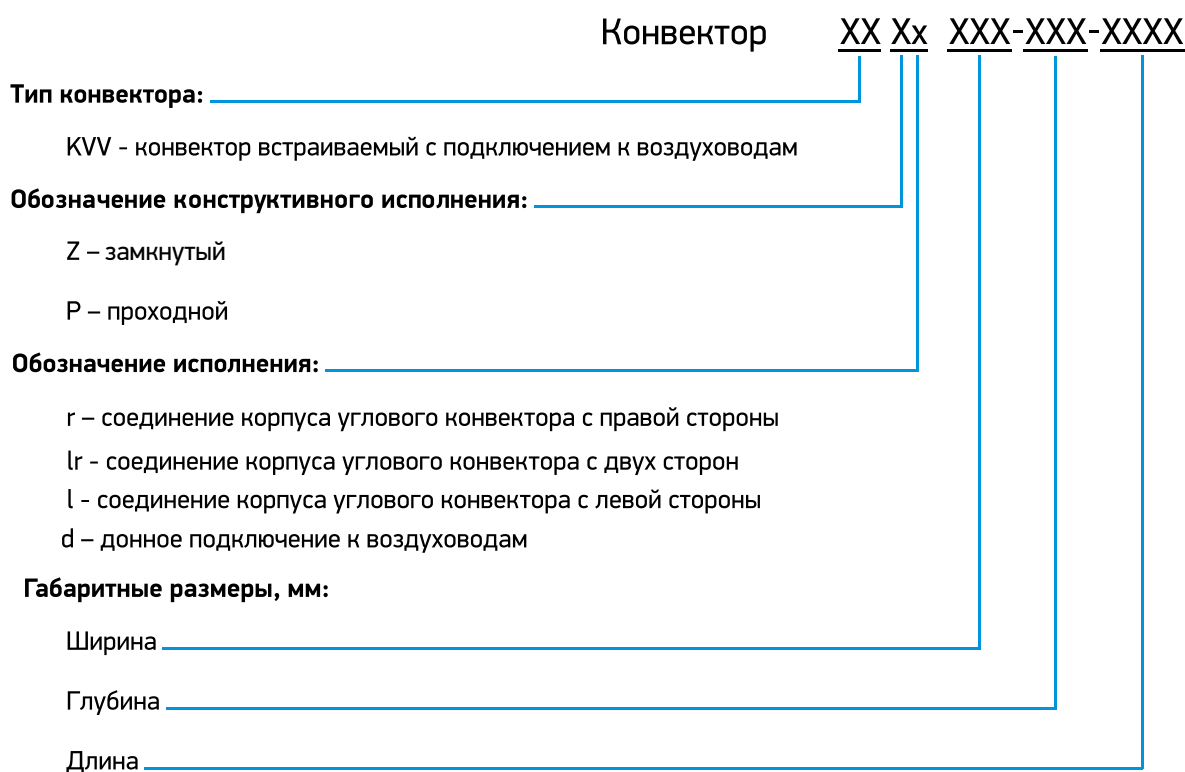 Конвектор XX Xx XXX-XXX-XXXX
Тип конвектора:
KVV - конвектор встраиваемый с подключением к воздуховодам
Обозначение конструктивного исполнения:
Z – замкнутый
P – проходной
Обозначение исполнения:
r – соединение корпуса углового конвектора с правой стороны
lr - соединение корпуса углового конвектора с двух сторон
l - соединение корпуса углового конвектора с левой стороны
d – донное подключение к воздуховодам
Габаритные размеры, мм:
Ширина
Глубина
Длина